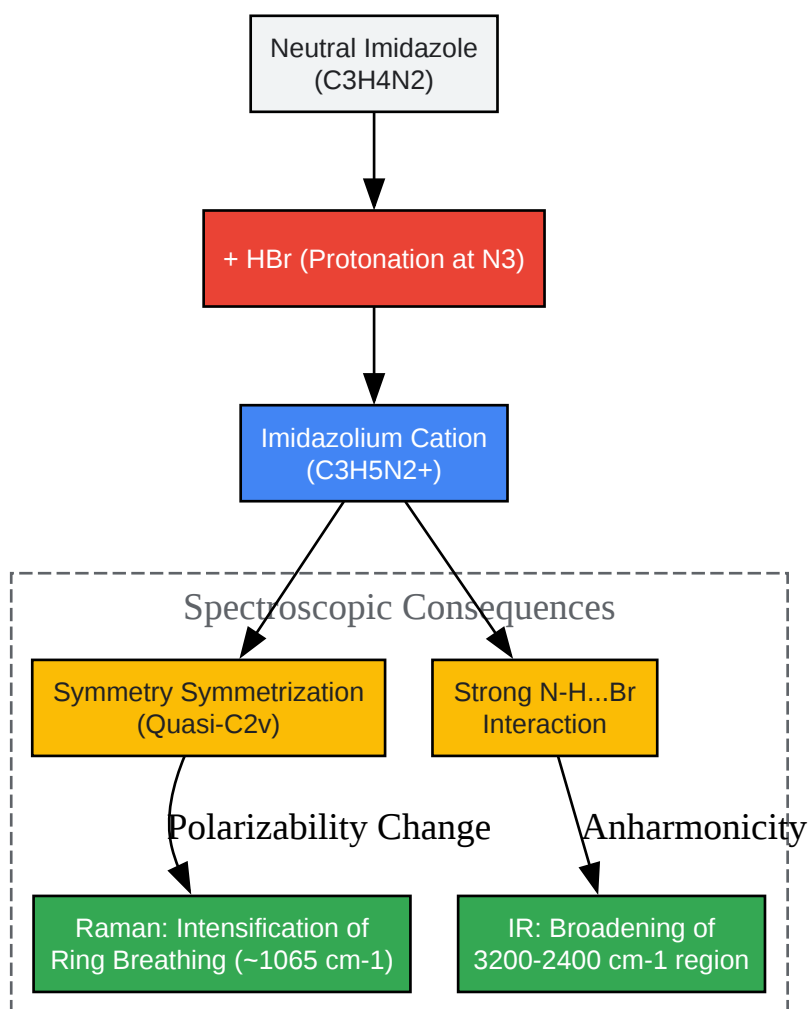 Neutral Imidazole
(C3H4N2)
+ HBr (Protonation at N3)
Imidazolium Cation
(C3H5N2+)
Spectroscopic Consequences
Symmetry Symmetrization
(Quasi-C2v)
Strong N-H...Br
Interaction
Polarizability Change
Anharmonicity
Raman: Intensification of
Ring Breathing (~1065 cm-1)
IR: Broadening of
3200-2400 cm-1 region